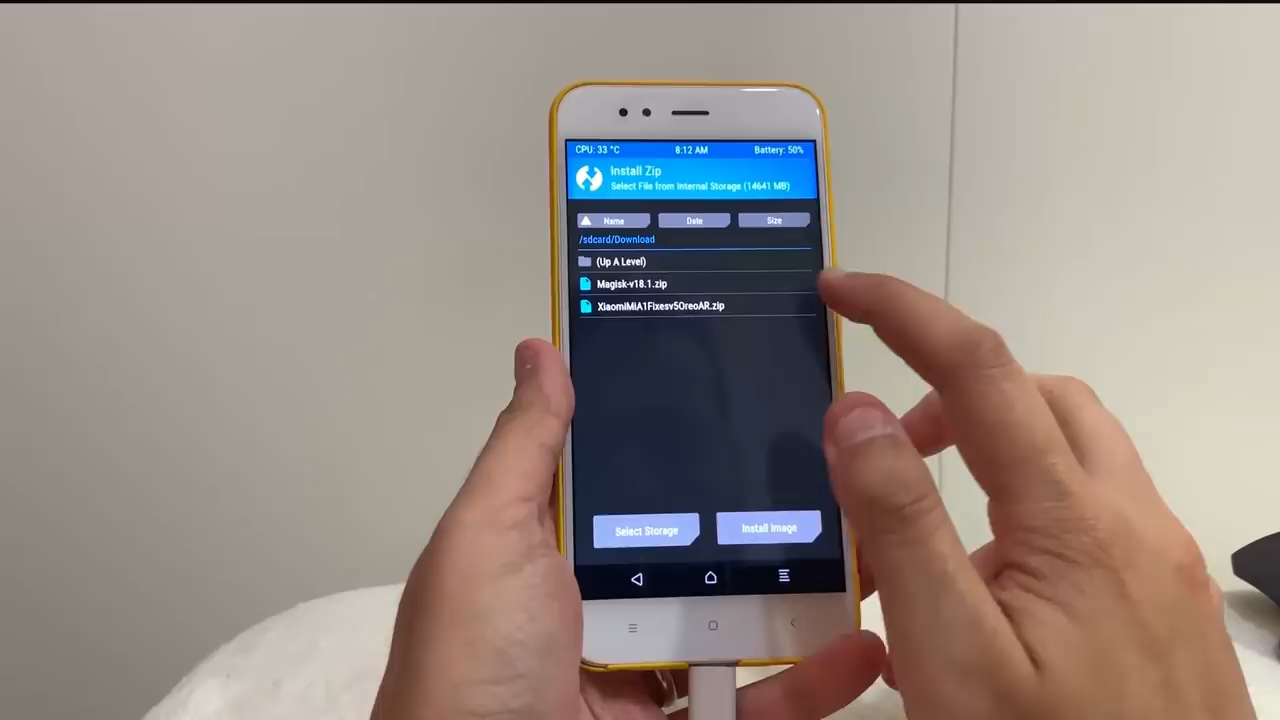 CPU: 33 °C 8:12 AM Battery: 50%
Install Zip
Select File from Internal Storage (14641 MB)
Name Date Size
/sdcard/Download
(Up A Level)
Magisk-v18.1.zip
XiaomiMiA1Fixesv5OreoAR.zip
Select Storage Install Image